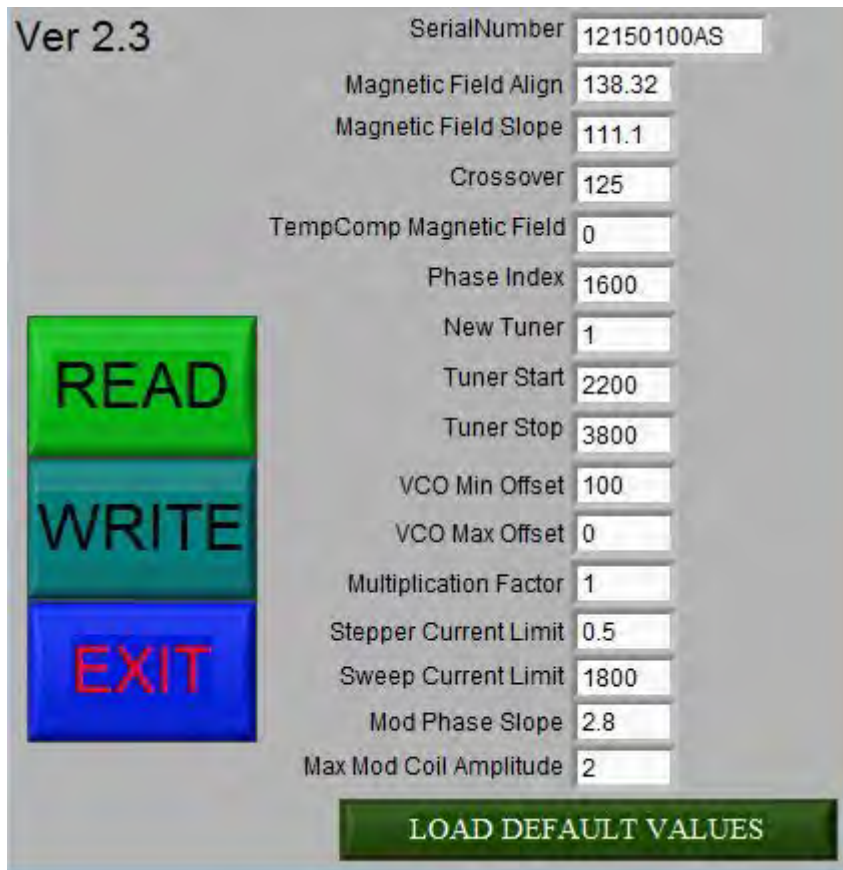 Ver 2.3
SerialNumber 12150100AS
Magnetic Field Align 138.32
Magnetic Field Slope 111.1
Crossover 125
TempComp Magnetic Field 0
Phase Index 1600
New Tuner 1
Tuner Start 2200
Tuner Stop 3800
VCO Min Offset 100
VCO Max Offset 0
Multiplication Factor 1
Stepper Current Limit 0.5
Sweep Current Limit 1800
Mod Phase Slope 2.8
Max Mod Coil Amplitude 2
READ
WRITE
EXIT
LOAD DEFAULT VALUES